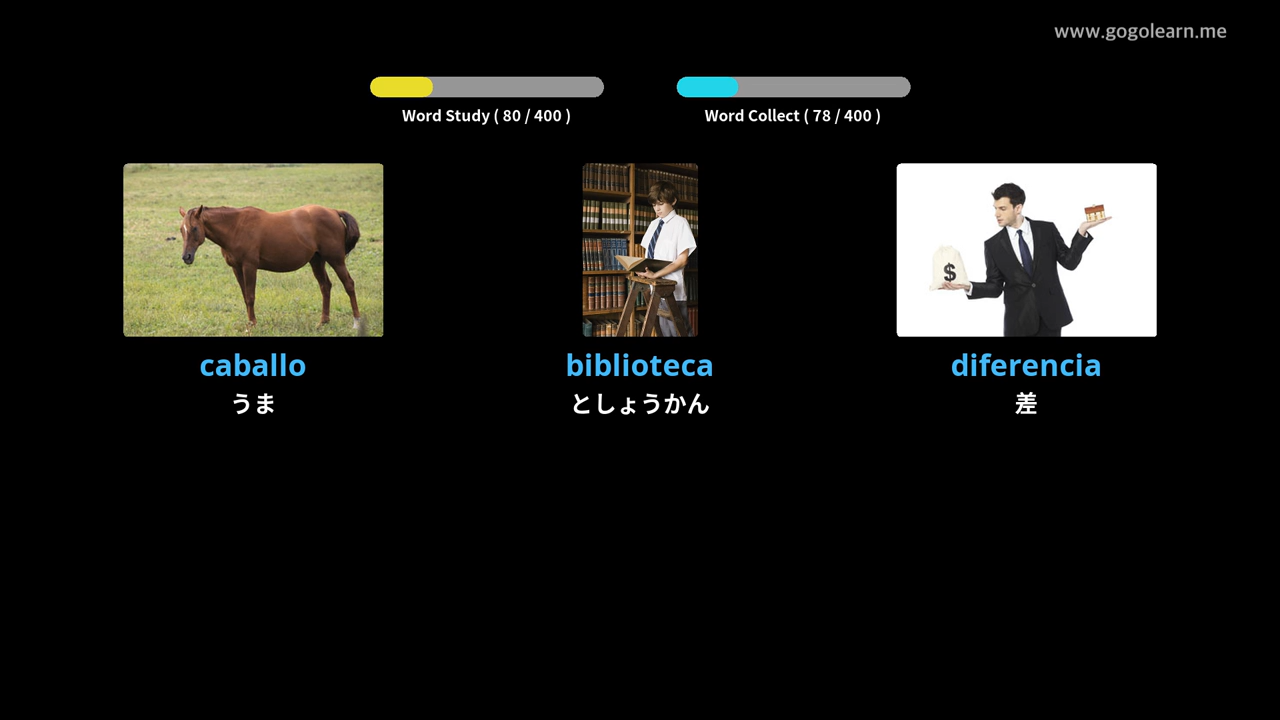 www.gogolearn.me
Word Study ( 80 / 400 )
Word Collect ( 78 / 400 )
$
caballo
biblioteca
diferencia
うま
としょうかん
差